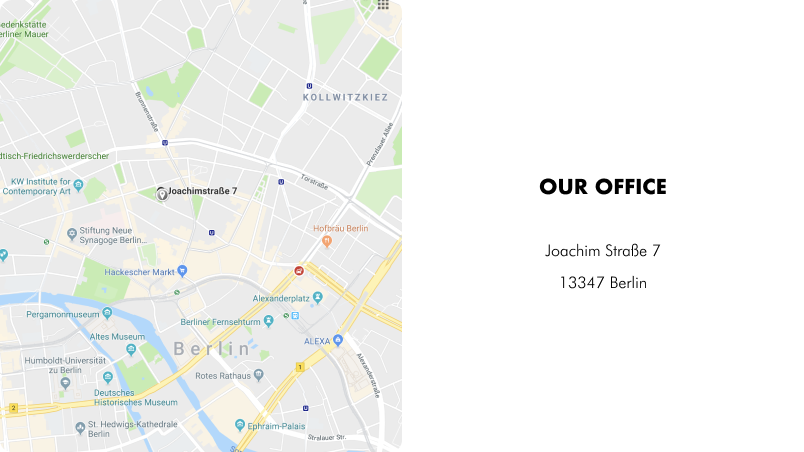 edenkstätte
erliner Mauer
KOLLWITZKIEZ
Brunnenstraße
Prenzlauer Allee
dtisch-Friedrichswerderscher
KW Institute for
Contemporary Art
Joachimstraße 7
Torstraße
Stiftung Neue
Synagoge Berlin...
Hofbräu Berlin
Hackescher Markt
Alexanderplatz
Pergamonmuseum
Berliner Fernsehturm
Altes Museum
ALEXA
Berlin
Humboldt-Universität
zu Berlin
Rotes Rathaus
1
Alexanderstraße
Deutsches
Historisches Museum
2
St. Hedwigs-Kathedrale
Berlin
Ephraim-Palais
Stralauer Str.
OUR OFFICE
Joachim Straße 7
13347 Berlin